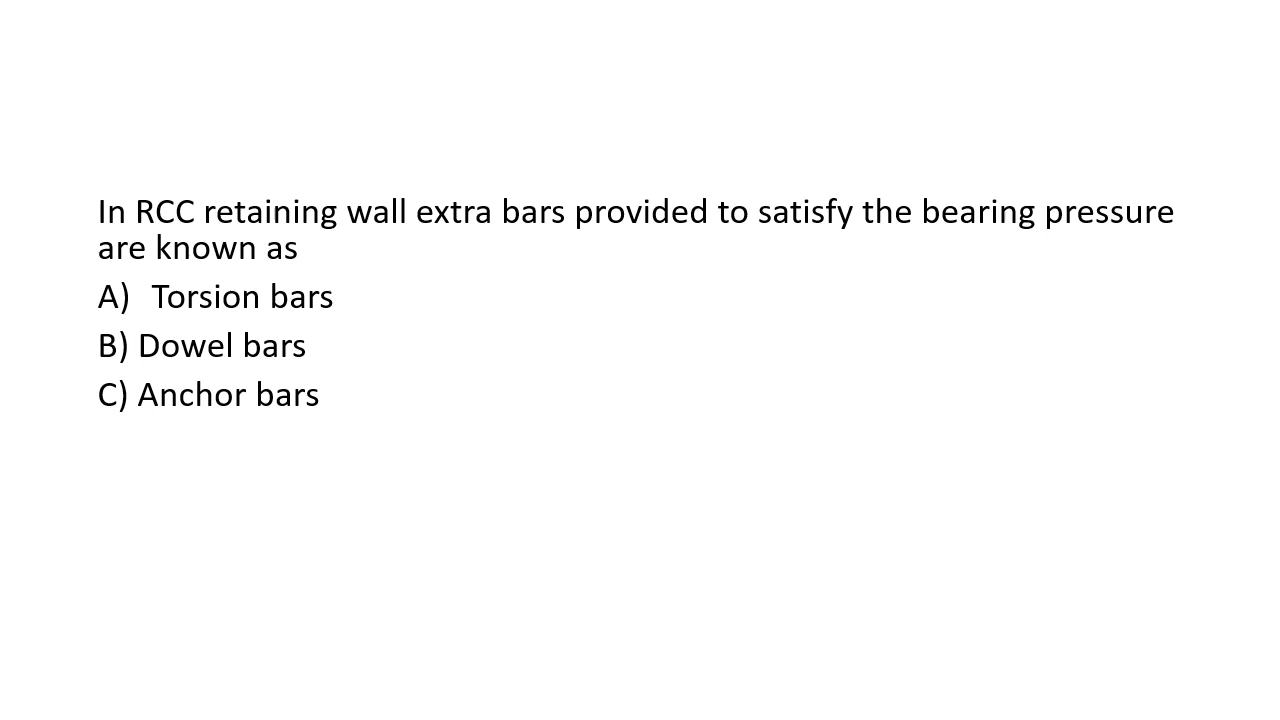 In RCC retaining wall extra bars provided to satisfy the bearing pressure
are known as
A) Torsion bars
B) Dowel bars
C) Anchor bars